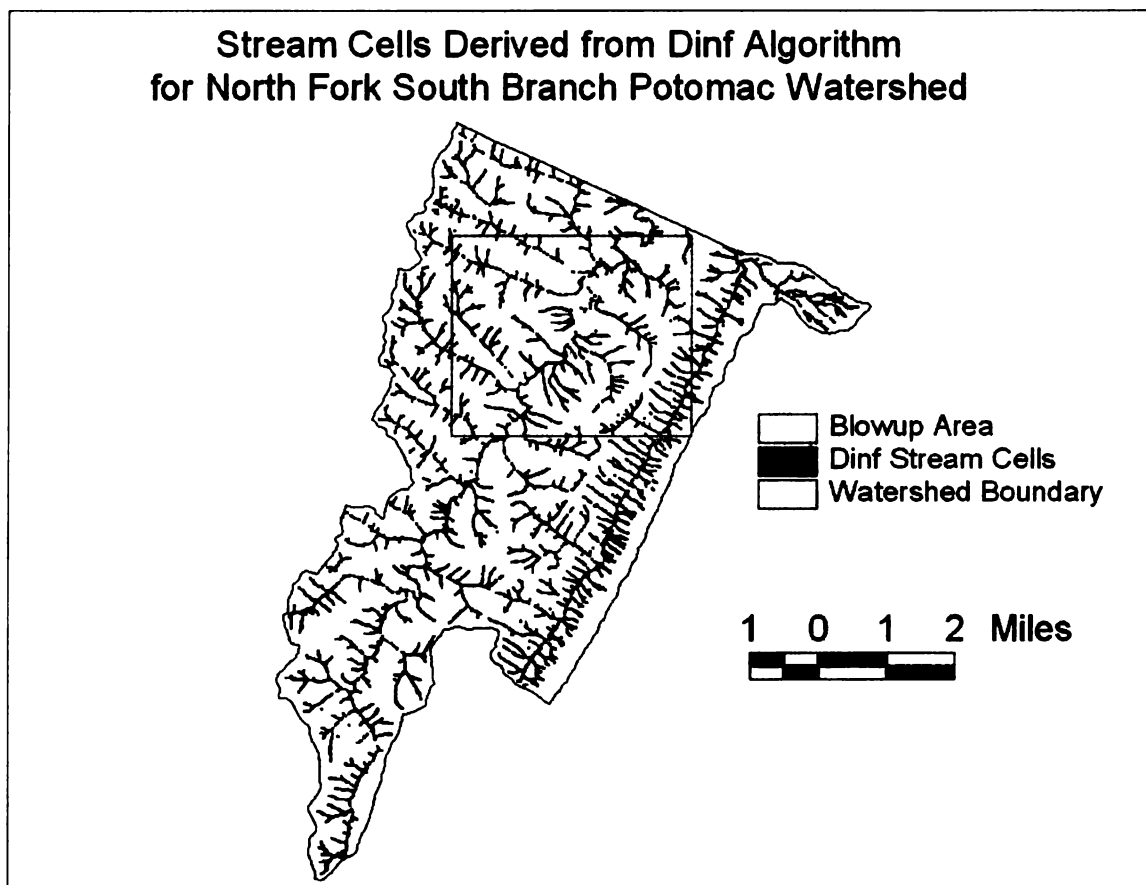 Stream Cells Derived from Dinf Algorithm
for North Fork South Branch Potomac Watershed
Blowup Area
Dinf Stream Cells
Watershed Boundary
1 0 1 2 Miles